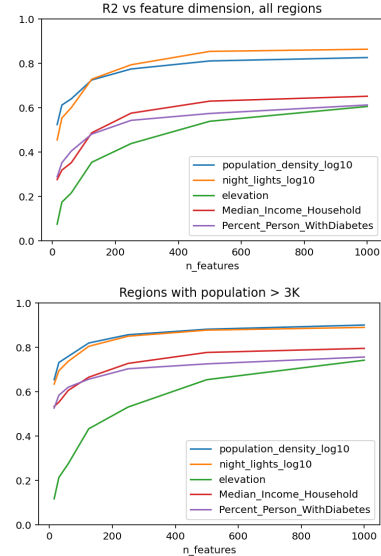 R2 vs feature dimension, all regions
1.0
0.8
0.6
0.4
0.2
0.0
population_density_log10
night_lights_log10
elevation
Median_Income_Household
Percent_Person_WithDiabetes
0 200 400 600 800 1000
n_features
Regions with population > 3K
1.0
0.8
0.6
0.4
0.2
0.0
population_density_log10
night_lights_log10
elevation
Median_Income_Household
Percent_Person_WithDiabetes
0 200 400 600 800 1000
n_features